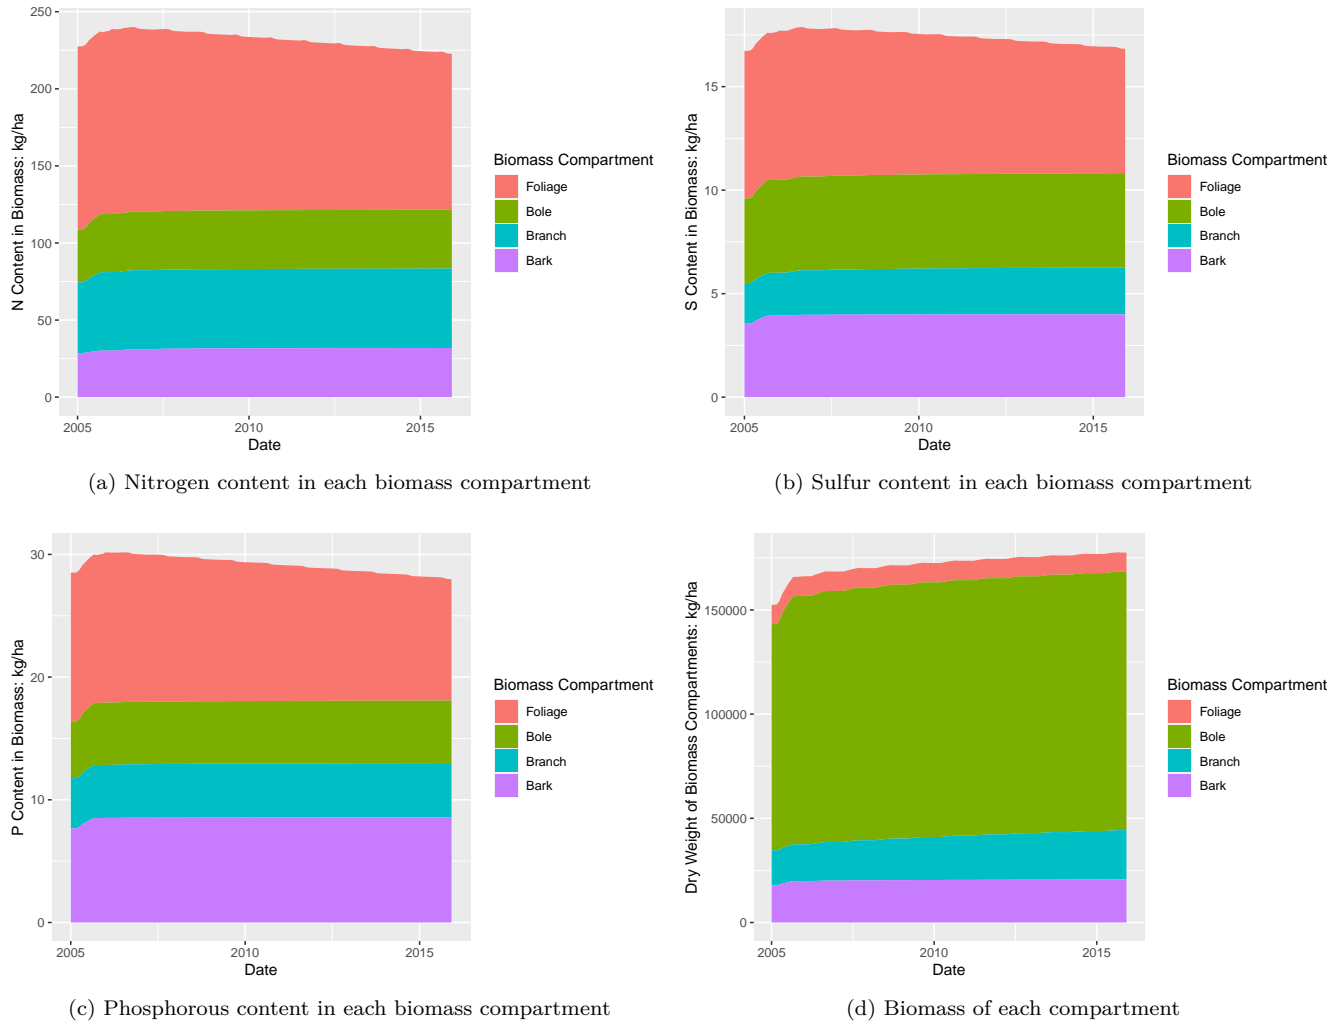 250
200
150
100
50
0
N Content in Biomass: kg/ha
2005
2010
2015
Date
Biomass Compartment
Foliage
Bole
Branch
Bark
(a) Nitrogen content in each biomass compartment
15
10
5
0
S Content in Biomass: kg/ha
2005
2010
2015
Date
Biomass Compartment
Foliage
Bole
Branch
Bark
(b) Sulfur content in each biomass compartment
30
20
10
0
P Content in Biomass: kg/ha
2005
2010
2015
Date
Biomass Compartment
Foliage
Bole
Branch
Bark
(c) Phosphorous content in each biomass compartment
150000
100000
50000
0
Dry Weight of Biomass Compartments: kg/ha
2005
2010
2015
Date
Biomass Compartment
Foliage
Bole
Branch
Bark
(d) Biomass of each compartment